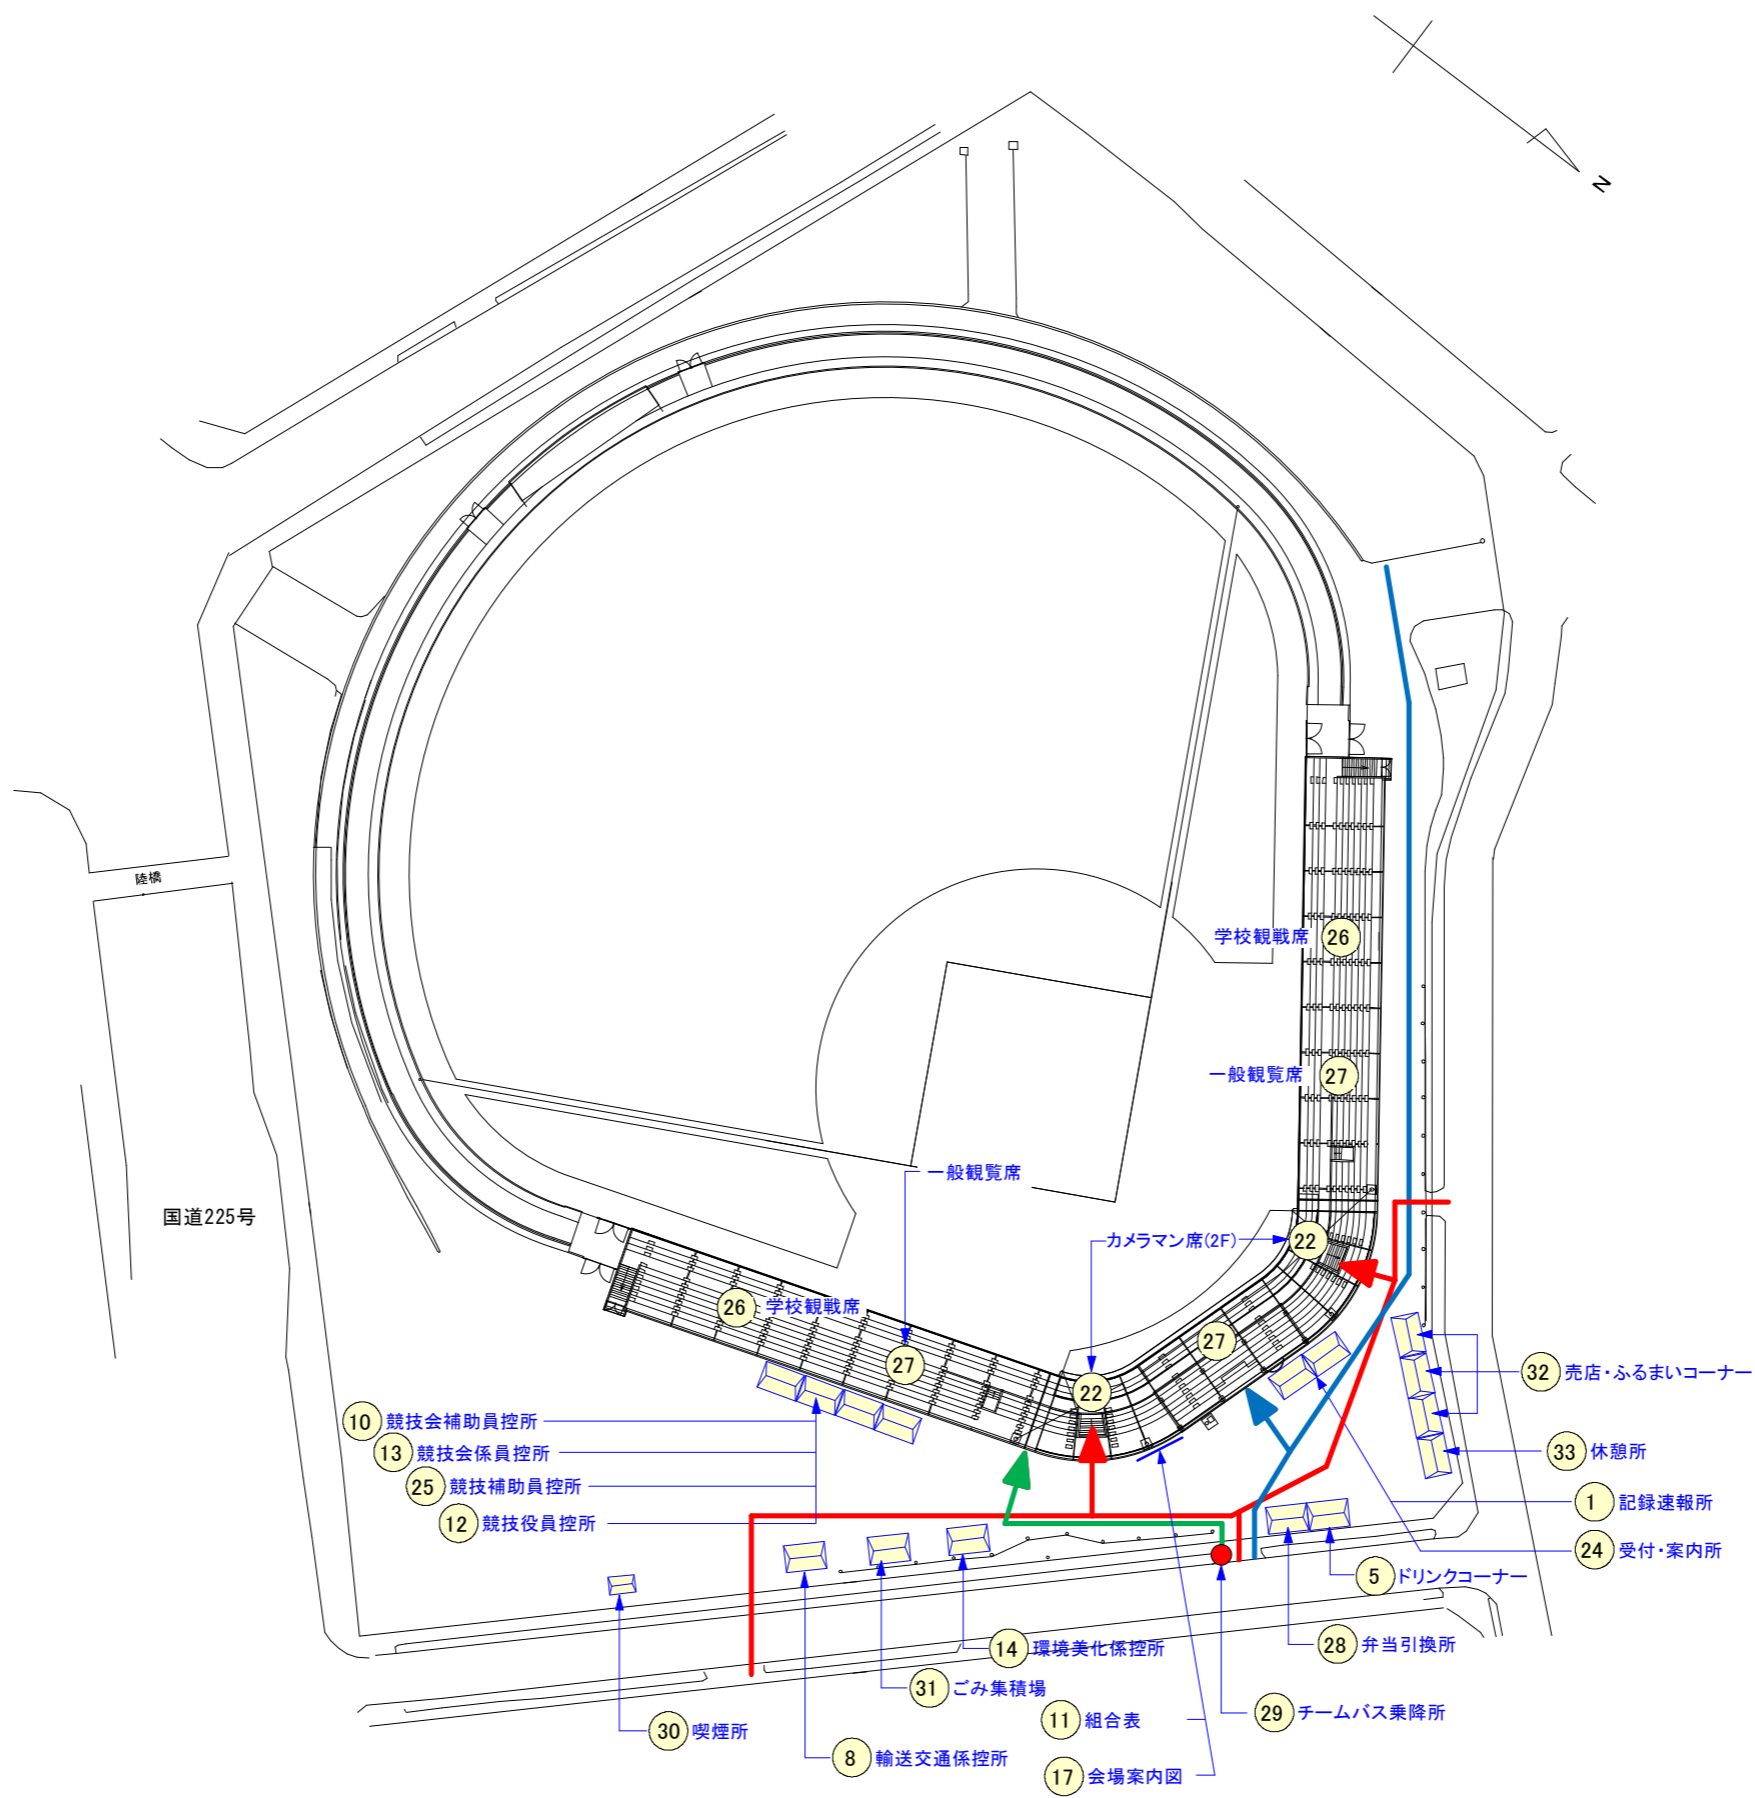 N
陸橋
学校観戦席 26
一般観覧席 27
一般観覧席
国道225号
カメラマン席(2F) 22
26 学校観戦席
27
27
22
32 売店・ふるまいコーナー
10 競技会補助員控所
13 競技会係員控所
33 休憩所
25 競技補助員控所
1 記録速報所
12 競技役員控所
24 受付・案内所
5 ドリンクコーナー
14 環境美化係控所
28 弁当引換所
31 ごみ集積場
29 チームバス乗降所
11 組合表
30 喫煙所
8 輸送交通係控所
17 会場案内図